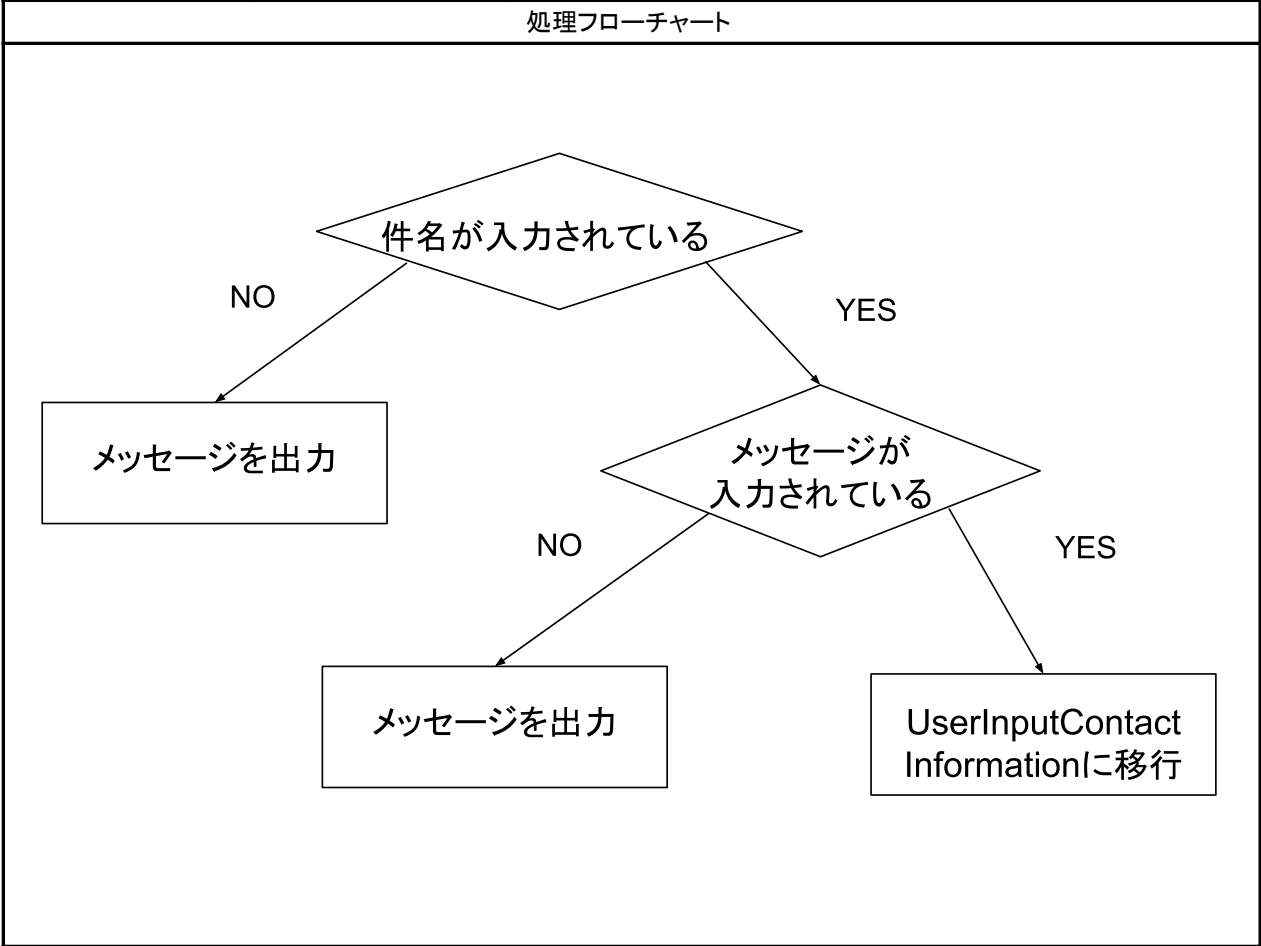 処理フローチャート
件名が入力されている
NO
YES
メッセージを出力
メッセージが
入力されている
NO
YES
メッセージを出力
UserInputContact
Informationに移行